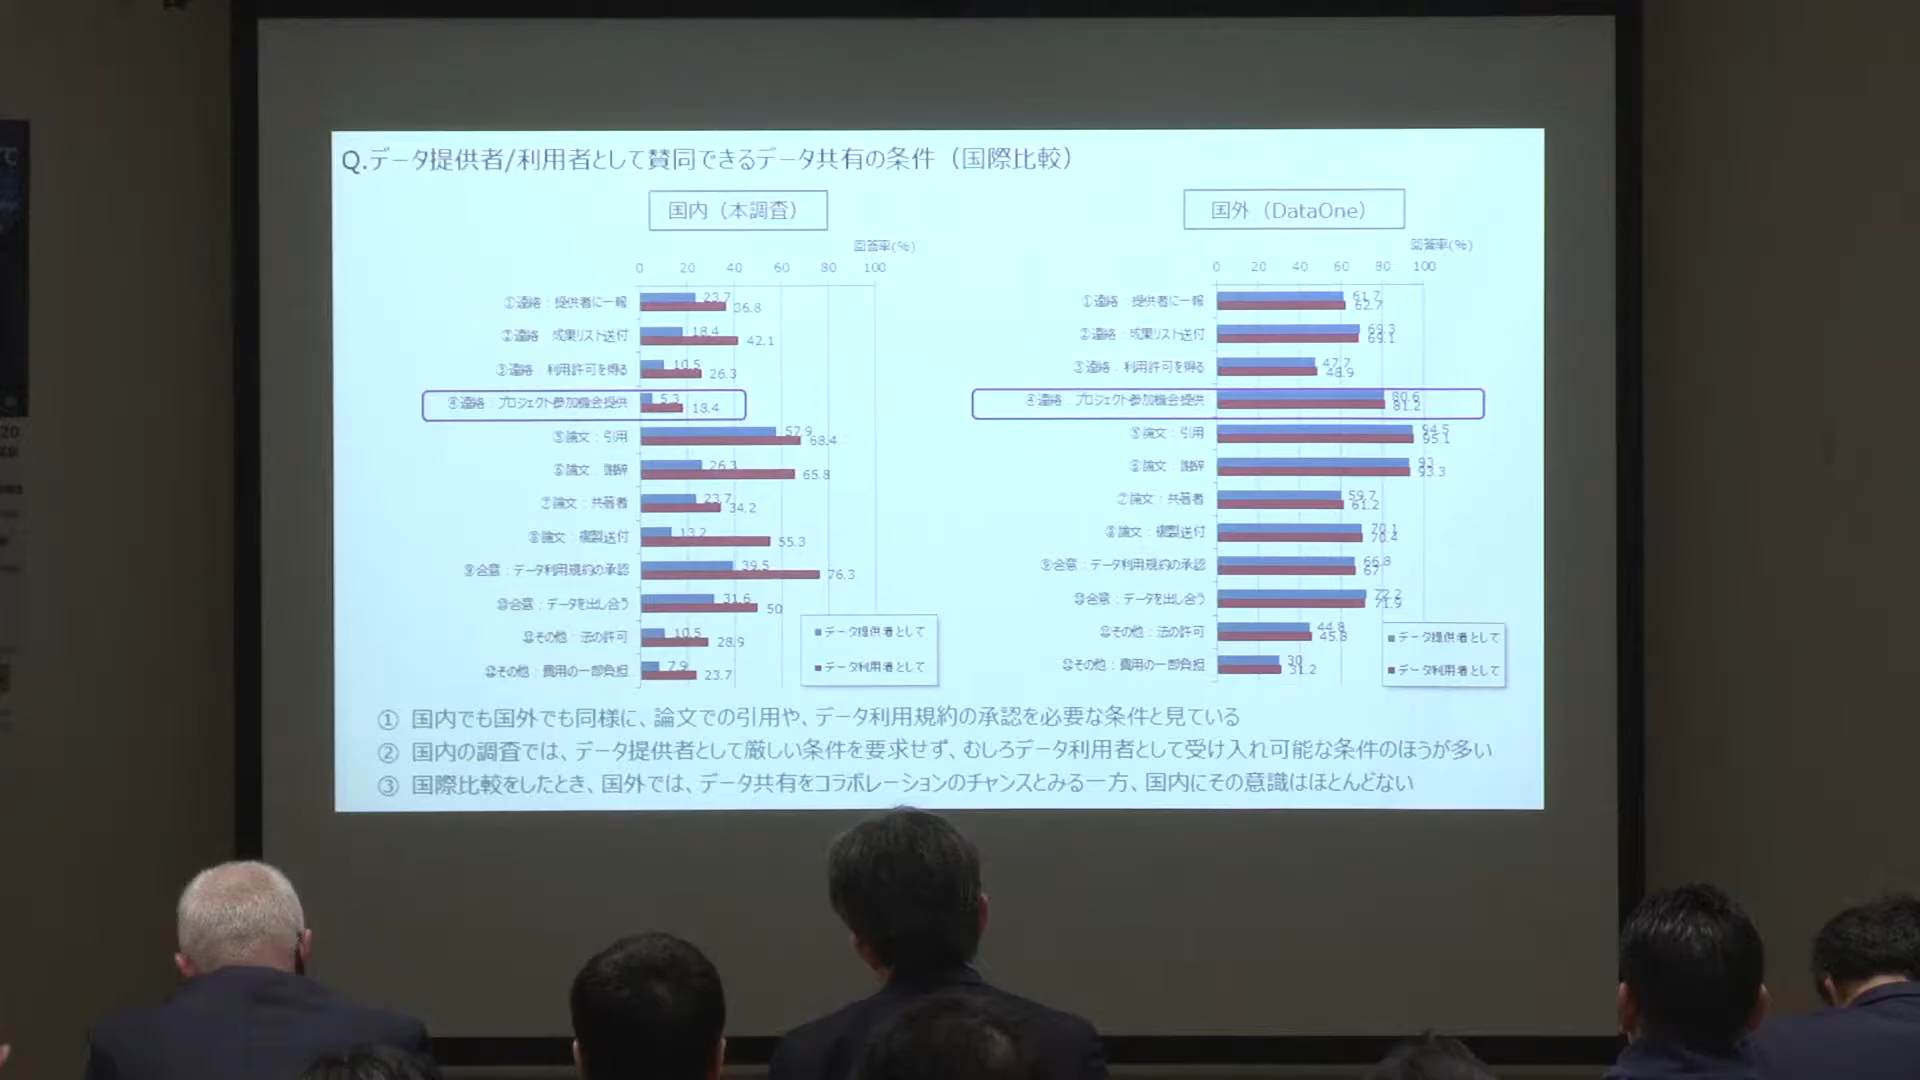 Q.データ提供者/利用者として賛同できるデータ共有の条件（国際比較）
国内（本調査）
回答率(%)
0 20 40 60 80 100
①連絡：提供者に一報 23.7 36.8
②連絡：成果リスト送付 18.4 42.1
③連絡：利用許可を得る 10.5 26.3
④連絡：プロジェクト参加機会提供 5.3 18.4
⑤論文：引用 57.9 68.4
⑥論文：謝辞 26.3 65.8
⑦論文：共著者 23.7 34.2
⑧論文：複製送付 13.2 55.3
⑨合意：データ利用規約の承認 39.5 76.3
⑩合意：データを出し合う 31.6 50
⑪その他：法の許可 10.5 28.9
⑫その他：費用の一部負担 7.9 23.7
データ提供者として
データ利用者として
国外（DataOne）
回答率(%)
0 20 40 60 80 100
①連絡：提供者に一報 61.7 62.7
②連絡：成果リスト送付 69.3 69.1
③連絡：利用許可を得る 47.7 48.9
④連絡：プロジェクト参加機会提供 80.6 81.2
⑤論文：引用 94.5 95.1
⑥論文：謝辞 93 93.3
⑦論文：共著者 59.7 61.2
⑧論文：複製送付 70.1 70.4
⑨合意：データ利用規約の承認 66.8 67
⑩合意：データを出し合う 72.2 71.9
⑪その他：法の許可 44.8 45.8
⑫その他：費用の一部負担 30 31.2
データ提供者として
データ利用者として
① 国内でも国外でも同様に、論文での引用や、データ利用規約の承認を必要な条件と見ている
② 国内の調査では、データ提供者として厳しい条件を要求せず、むしろデータ利用者として受け入れ可能な条件のほうが多い
③ 国際比較をしたとき、国外では、データ共有をコラボレーションのチャンスとみる一方、国内にその意識はほとんどない